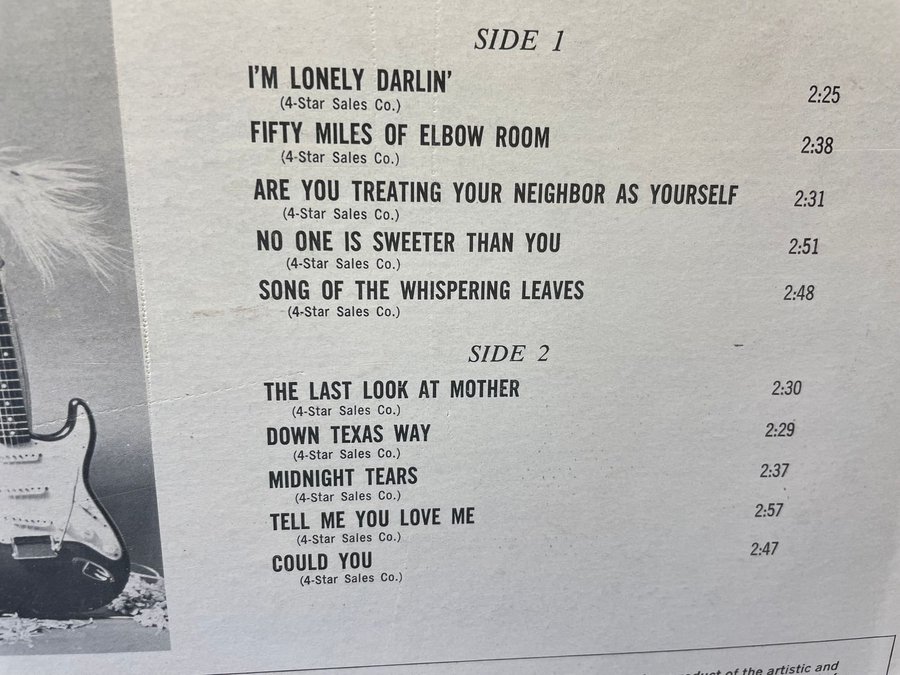 SIDE 1
I'M LONELY DARLIN' 2:25
(4-Star Sales Co.)
FIFTY MILES OF ELBOW ROOM 2:38
(4-Star Sales Co.)
ARE YOU TREATING YOUR NEIGHBOR AS YOURSELF 2:31
(4-Star Sales Co.)
NO ONE IS SWEETER THAN YOU 2:51
(4-Star Sales Co.)
SONG OF THE WHISPERING LEAVES 2:48
(4-Star Sales Co.)
SIDE 2
THE LAST LOOK AT MOTHER 2:30
(4-Star Sales Co.)
DOWN TEXAS WAY 2:29
(4-Star Sales Co.)
MIDNIGHT TEARS 2:37
(4-Star Sales Co.)
TELL ME YOU LOVE ME 2:57
(4-Star Sales Co.)
COULD YOU 2:47
(4-Star Sales Co.)
of the artistic and